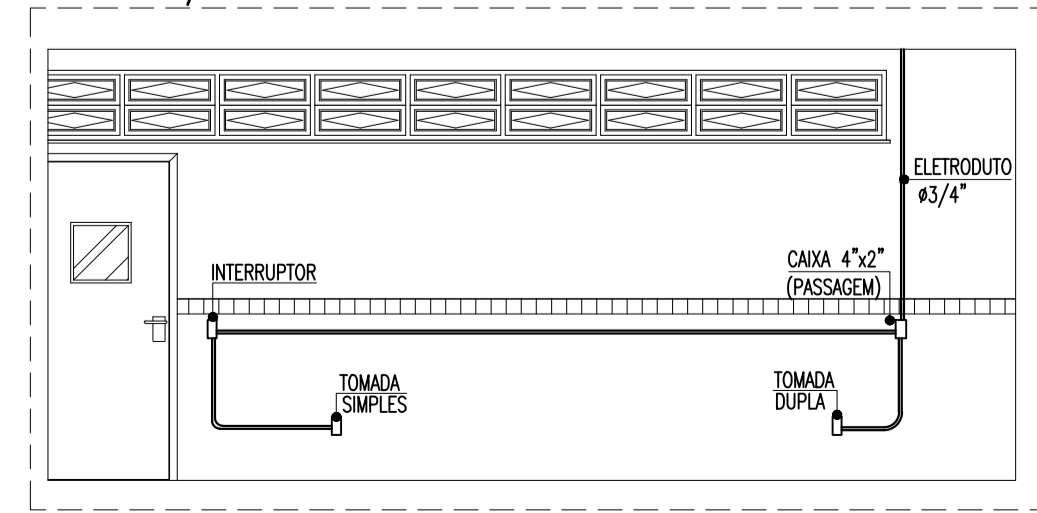 ELETRODUTO
ø3/4"
CAIXA 4"x2"
(PASSAGEM)
INTERRUPTOR
TOMADA
SIMPLES
TOMADA
DUPLA